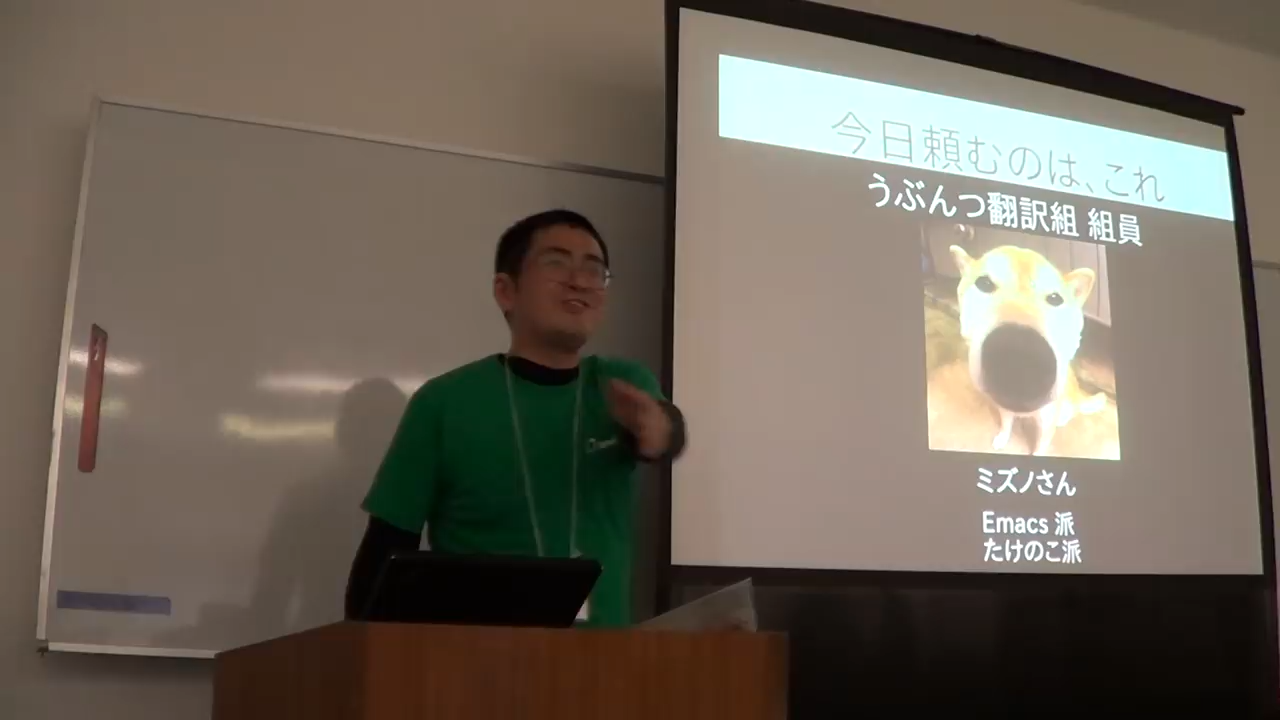 今日頼むのは、これ
うぶんつ翻訳組 組員
ミズノさん
Emacs 派
たけのこ派